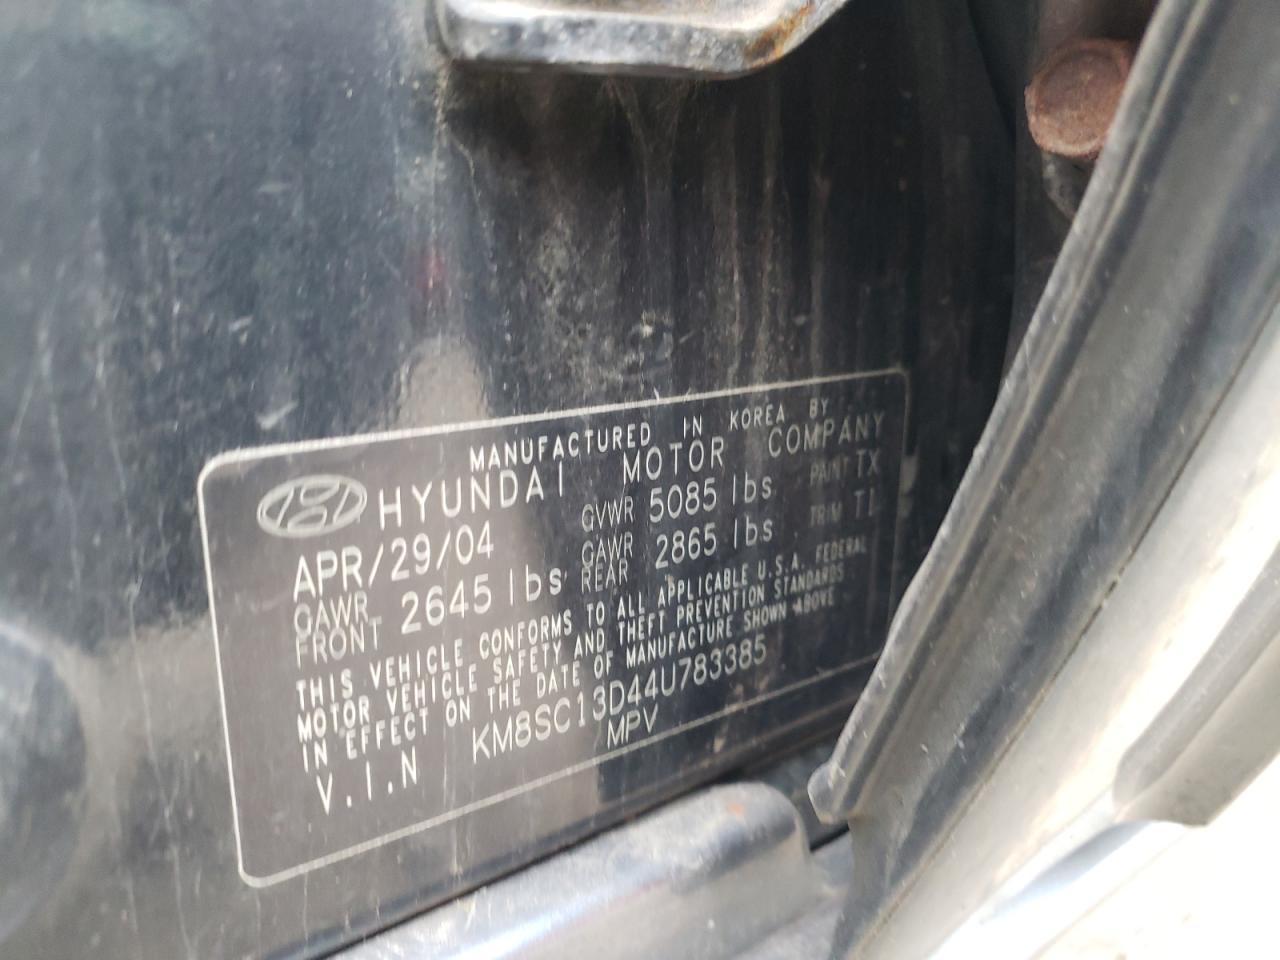 MANUFACTURED IN KOREA BY
HYUNDAI MOTOR COMPANY
APR/29/04 GVWR 5085 lbs PAINT TX
GAWR FRONT 2645 lbs GAWR REAR 2865 lbs TRIM
THIS VEHICLE CONFORMS TO ALL APPLICABLE U.S.A. FEDERAL
MOTOR VEHICLE SAFETY AND THEFT PREVENTION STANDARDS
IN EFFECT ON THE DATE OF MANUFACTURE SHOWN ABOVE
V.I.N KM8SC13D44U783385
MPV